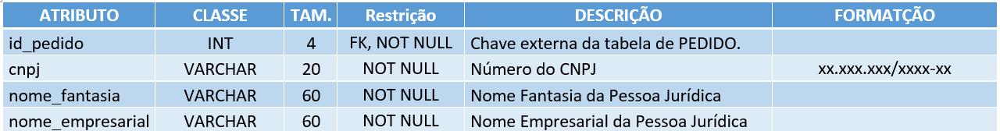 ATRIBUTO CLASSE TAM. Restrição DESCRIÇÃO FORMATÇÃO
id_pedido INT 4 FK, NOT NULL Chave externa da tabela de PEDIDO.
cnpj VARCHAR 20 NOT NULL Número do CNPJ xx.xxx.xxx/xxxx-xx
nome_fantasia VARCHAR 60 NOT NULL Nome Fantasia da Pessoa Jurídica
nome_empresarial VARCHAR 60 NOT NULL Nome Empresarial da Pessoa Jurídica